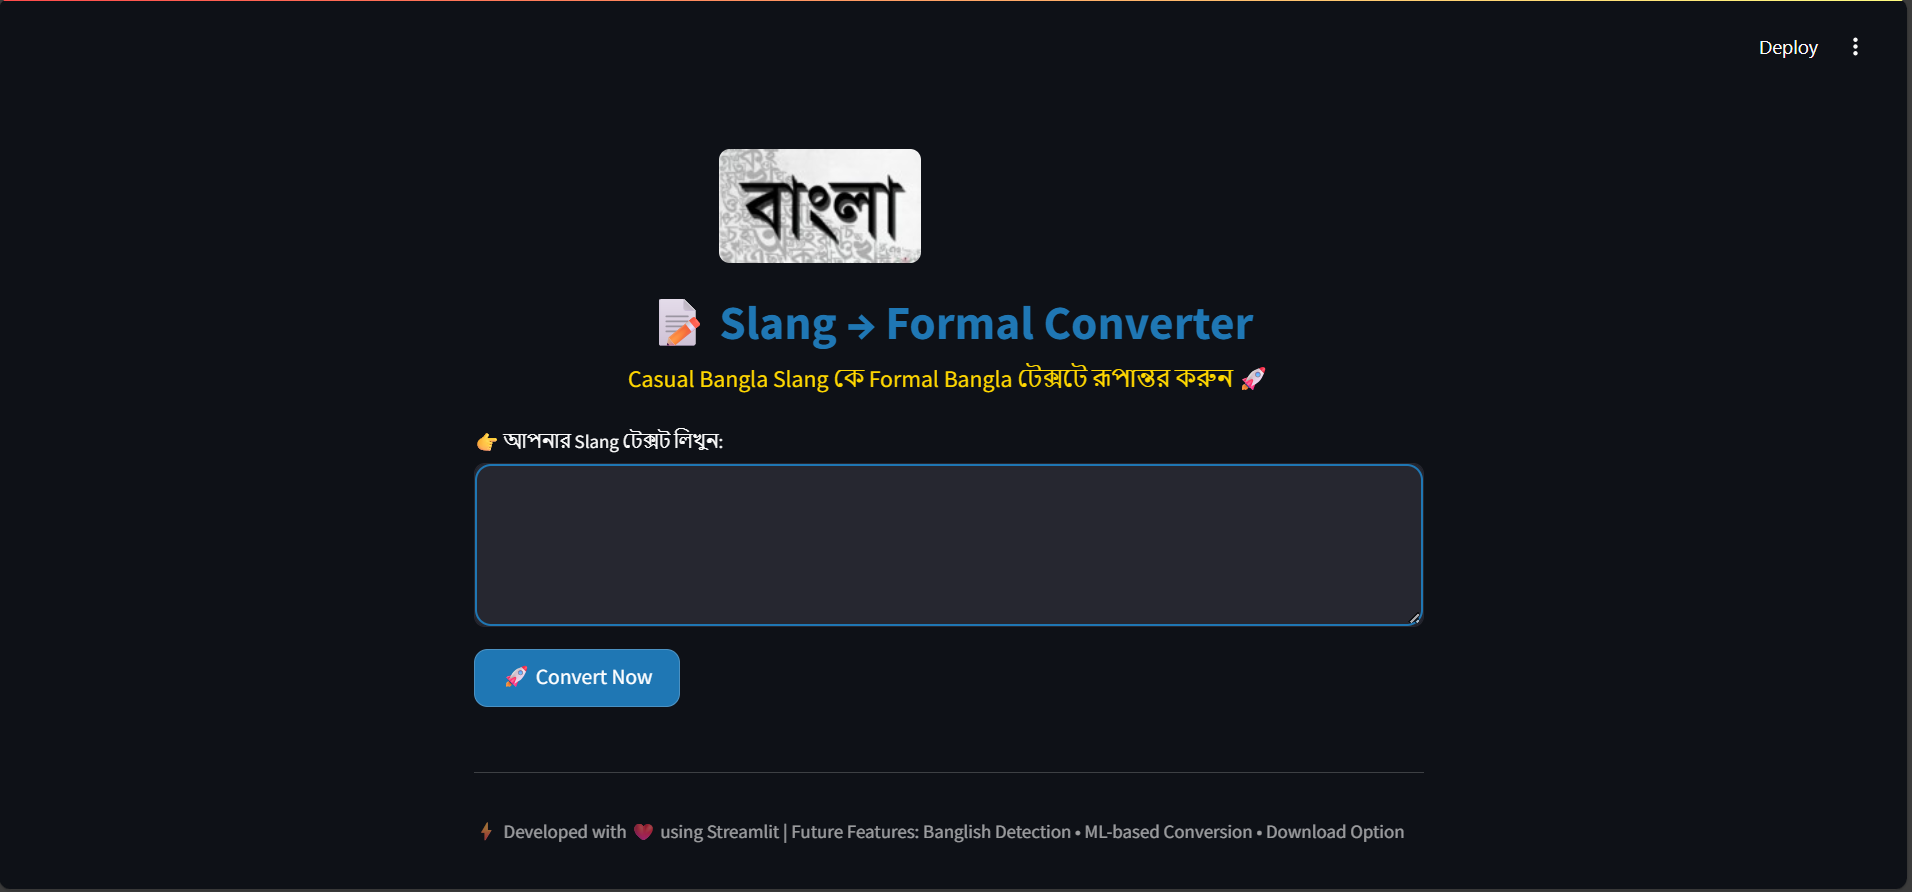 Deploy
বাংলা
📝 Slang → Formal Converter
Casual Bangla Slang কে Formal Bangla টেক্সটে রূপান্তর করুন 🚀
👉 আপনার Slang টেক্সট লিখুন:
🚀 Convert Now
⚡ Developed with ❤️ using Streamlit | Future Features: Banglish Detection • ML-based Conversion • Download Option